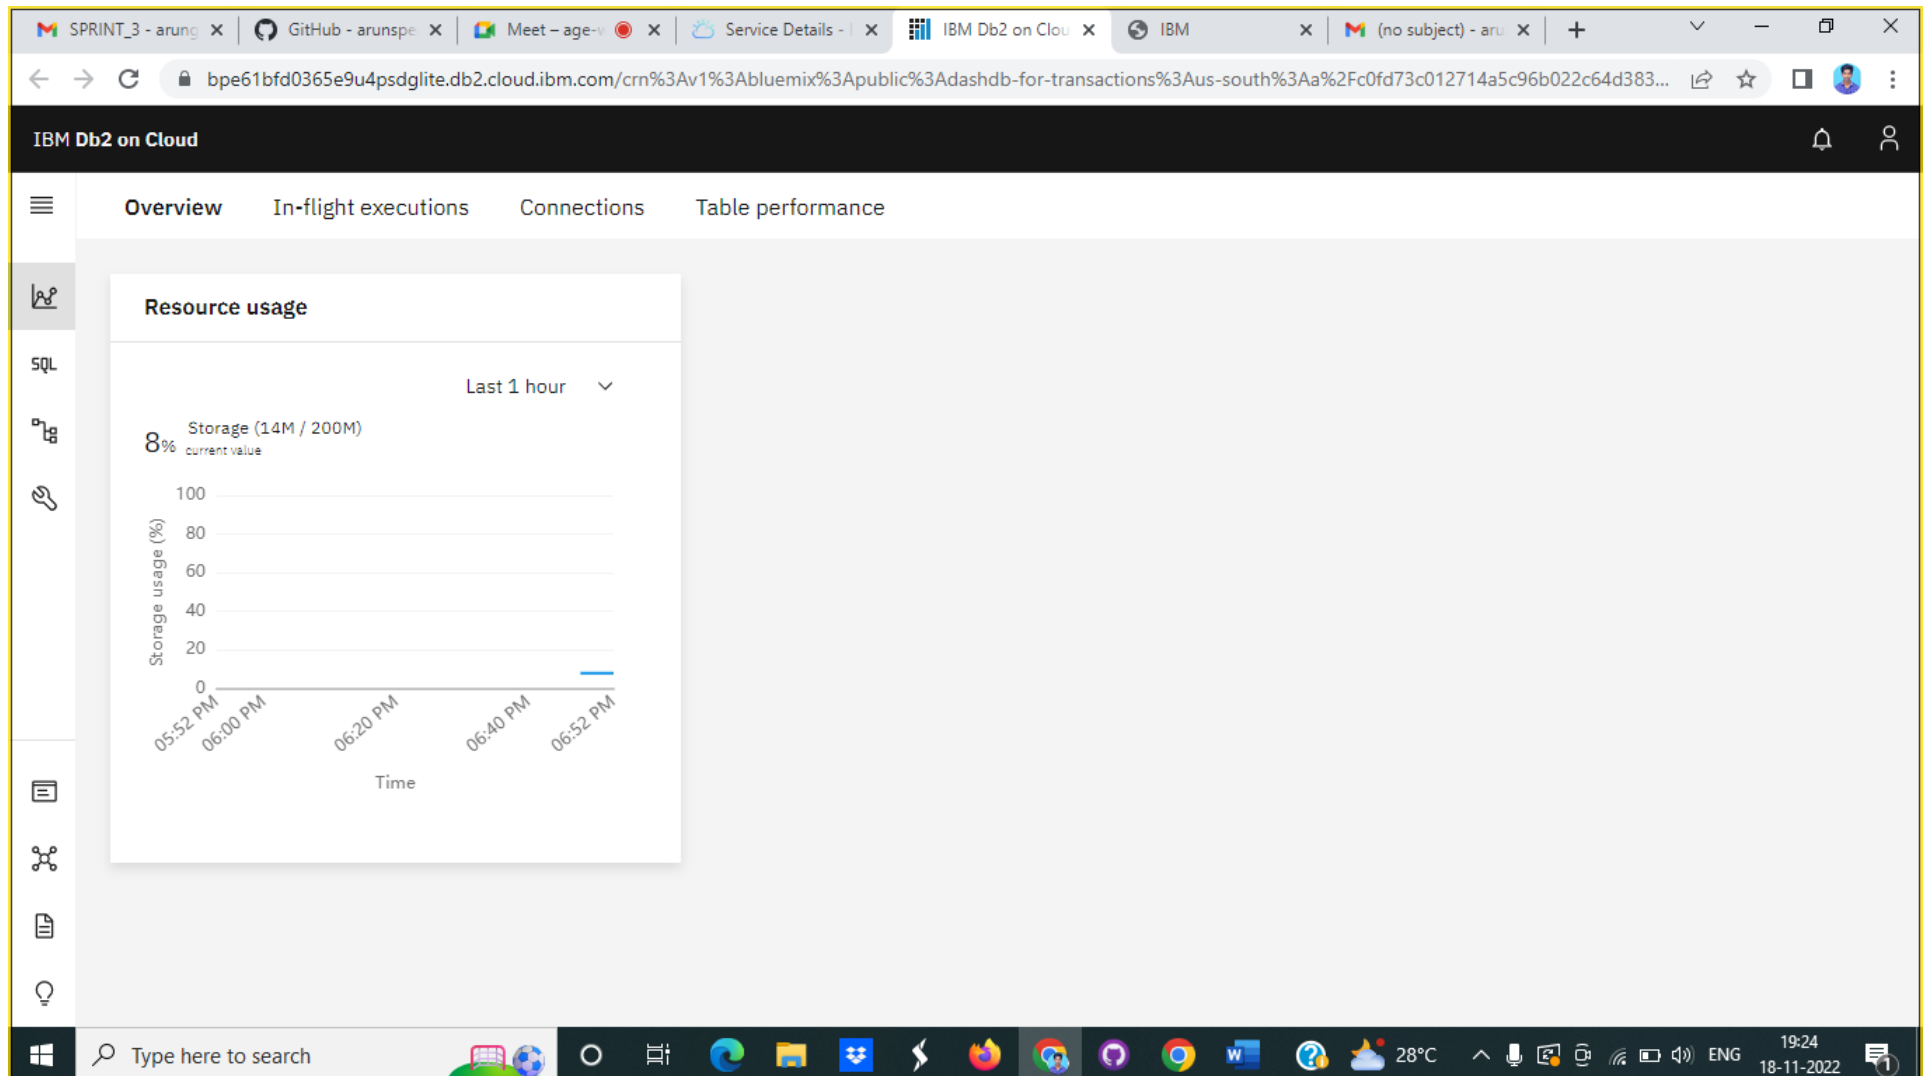 SPRINT_3 - arung
GitHub - arunspe
Meet – age-w
Service Details - I
IBM Db2 on Clou
IBM
(no subject) - aru
bpe61bfd0365e9u4psdglite.db2.cloud.ibm.com/crn%3Av1%3Abluemix%3Apublic%3Adashdb-for-transactions%3Aus-south%3Aa%2Fc0fd73c012714a5c96b022c64d383...
IBM Db2 on Cloud
Overview
In-flight executions
Connections
Table performance
Resource usage
SQL
Last 1 hour
8% Storage (14M / 200M)
current value
100
80
60
40
20
0
Storage usage (%)
05:52 PM
06:00 PM
06:20 PM
06:40 PM
06:52 PM
Time
Type here to search
W
28°C
ENG
19:24
18-11-2022
1